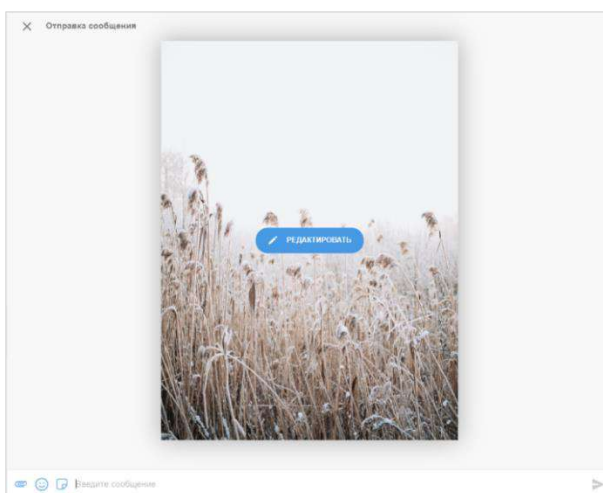 Отправка сообщения
РЕДАКТИРОВАТЬ
Введите сообщение